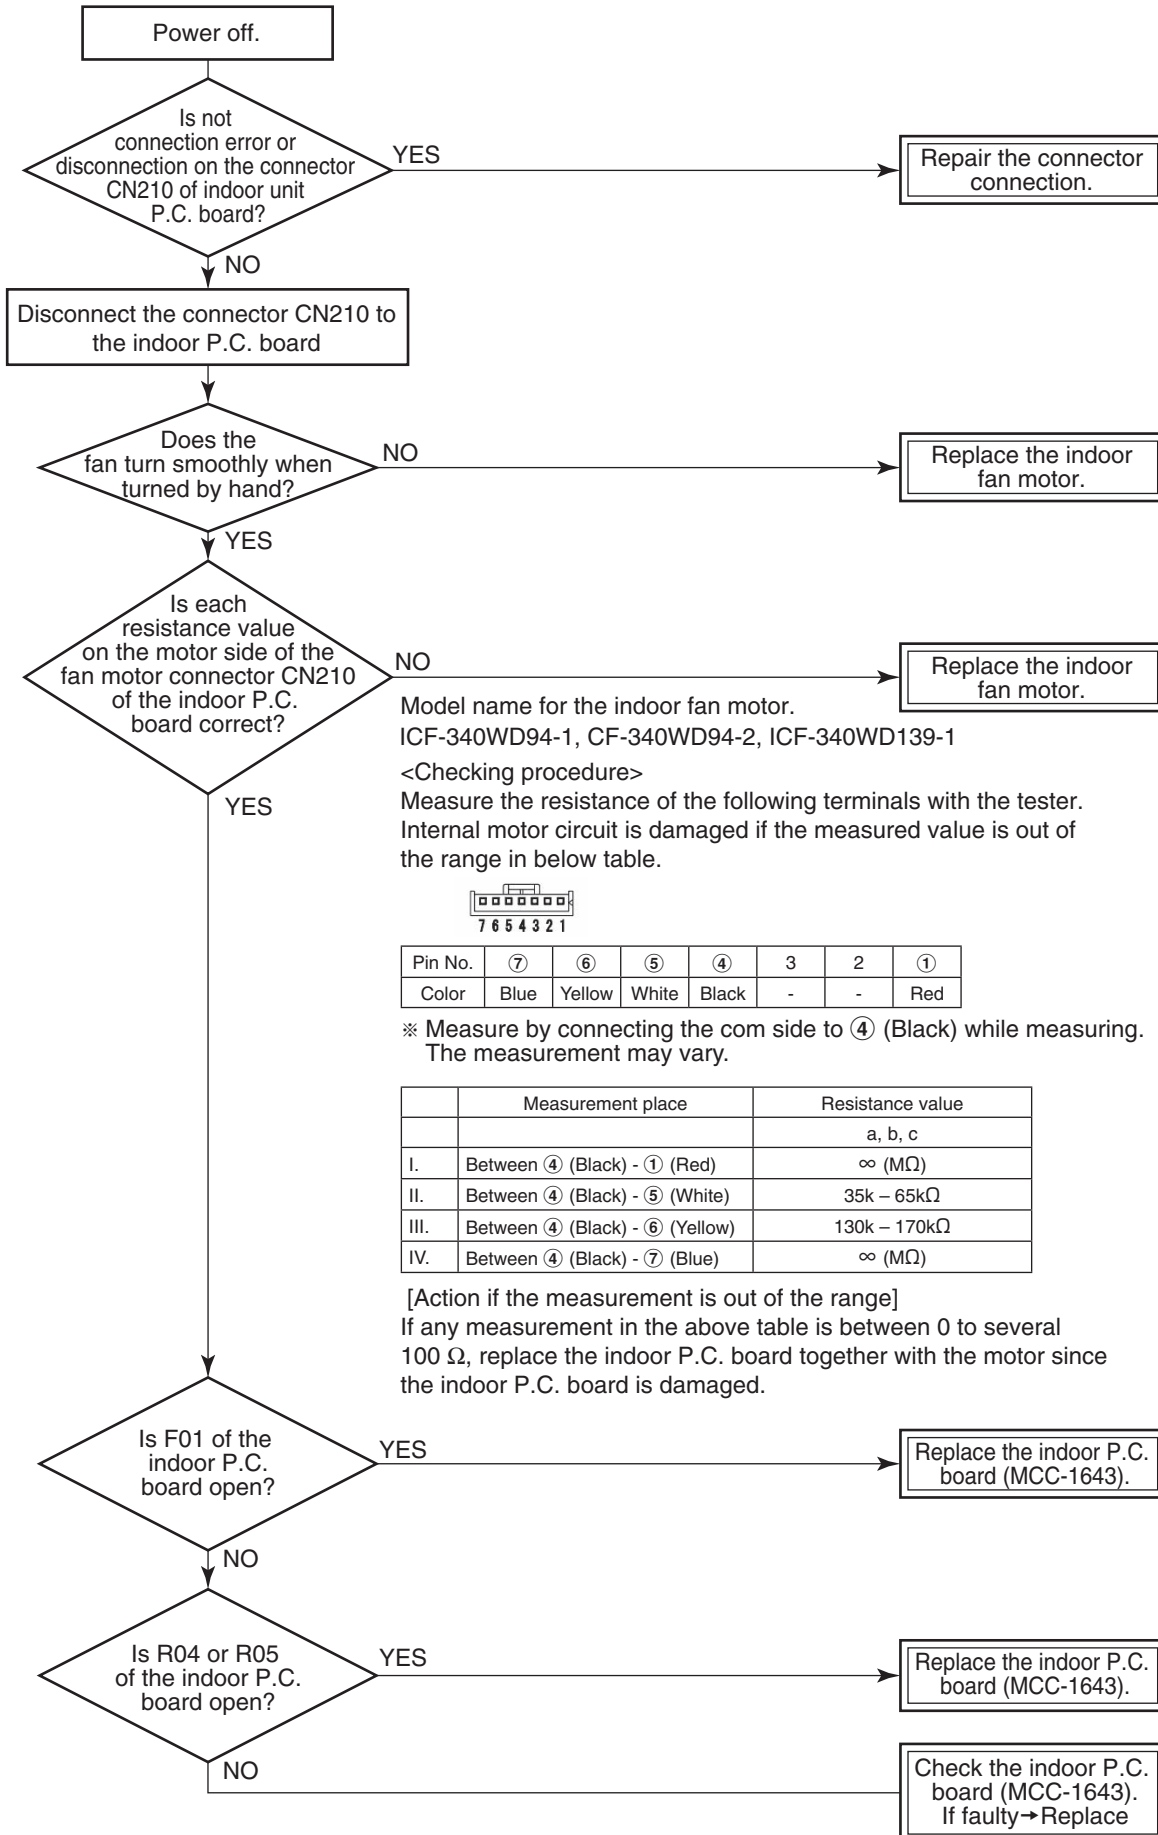 Power off.
Is not
connection error or
disconnection on the connector
CN210 of indoor unit
P.C. board?
YES
Repair the connector
connection.
NO
Disconnect the connector CN210 to
the indoor P.C. board
Does the
fan turn smoothly when
turned by hand?
NO
Replace the indoor
fan motor.
YES
Is each
resistance value
on the motor side of the
fan motor connector CN210
of the indoor P.C.
board correct?
NO
Replace the indoor
fan motor.
YES
Model name for the indoor fan motor.
ICF-340WD94-1, CF-340WD94-2, ICF-340WD139-1
<Checking procedure>
Measure the resistance of the following terminals with the tester.
Internal motor circuit is damaged if the measured value is out of
the range in below table.
7 6 5 4 3 2 1
Pin No. ⑦ ⑥ ⑤ ④ 3 2 ①
Color Blue Yellow White Black - - Red
※ Measure by connecting the com side to ④ (Black) while measuring.
The measurement may vary.
Measurement place Resistance value
a, b, c
I. Between ④ (Black) - ① (Red) ∞ (MΩ)
II. Between ④ (Black) - ⑤ (White) 35k – 65kΩ
III. Between ④ (Black) - ⑥ (Yellow) 130k – 170kΩ
IV. Between ④ (Black) - ⑦ (Blue) ∞ (MΩ)
[Action if the measurement is out of the range]
If any measurement in the above table is between 0 to several
100 Ω, replace the indoor P.C. board together with the motor since
the indoor P.C. board is damaged.
Is F01 of the
indoor P.C.
board open?
YES
Replace the indoor P.C.
board (MCC-1643).
NO
Is R04 or R05
of the indoor P.C.
board open?
YES
Replace the indoor P.C.
board (MCC-1643).
NO
Check the indoor P.C.
board (MCC-1643).
If faulty→Replace